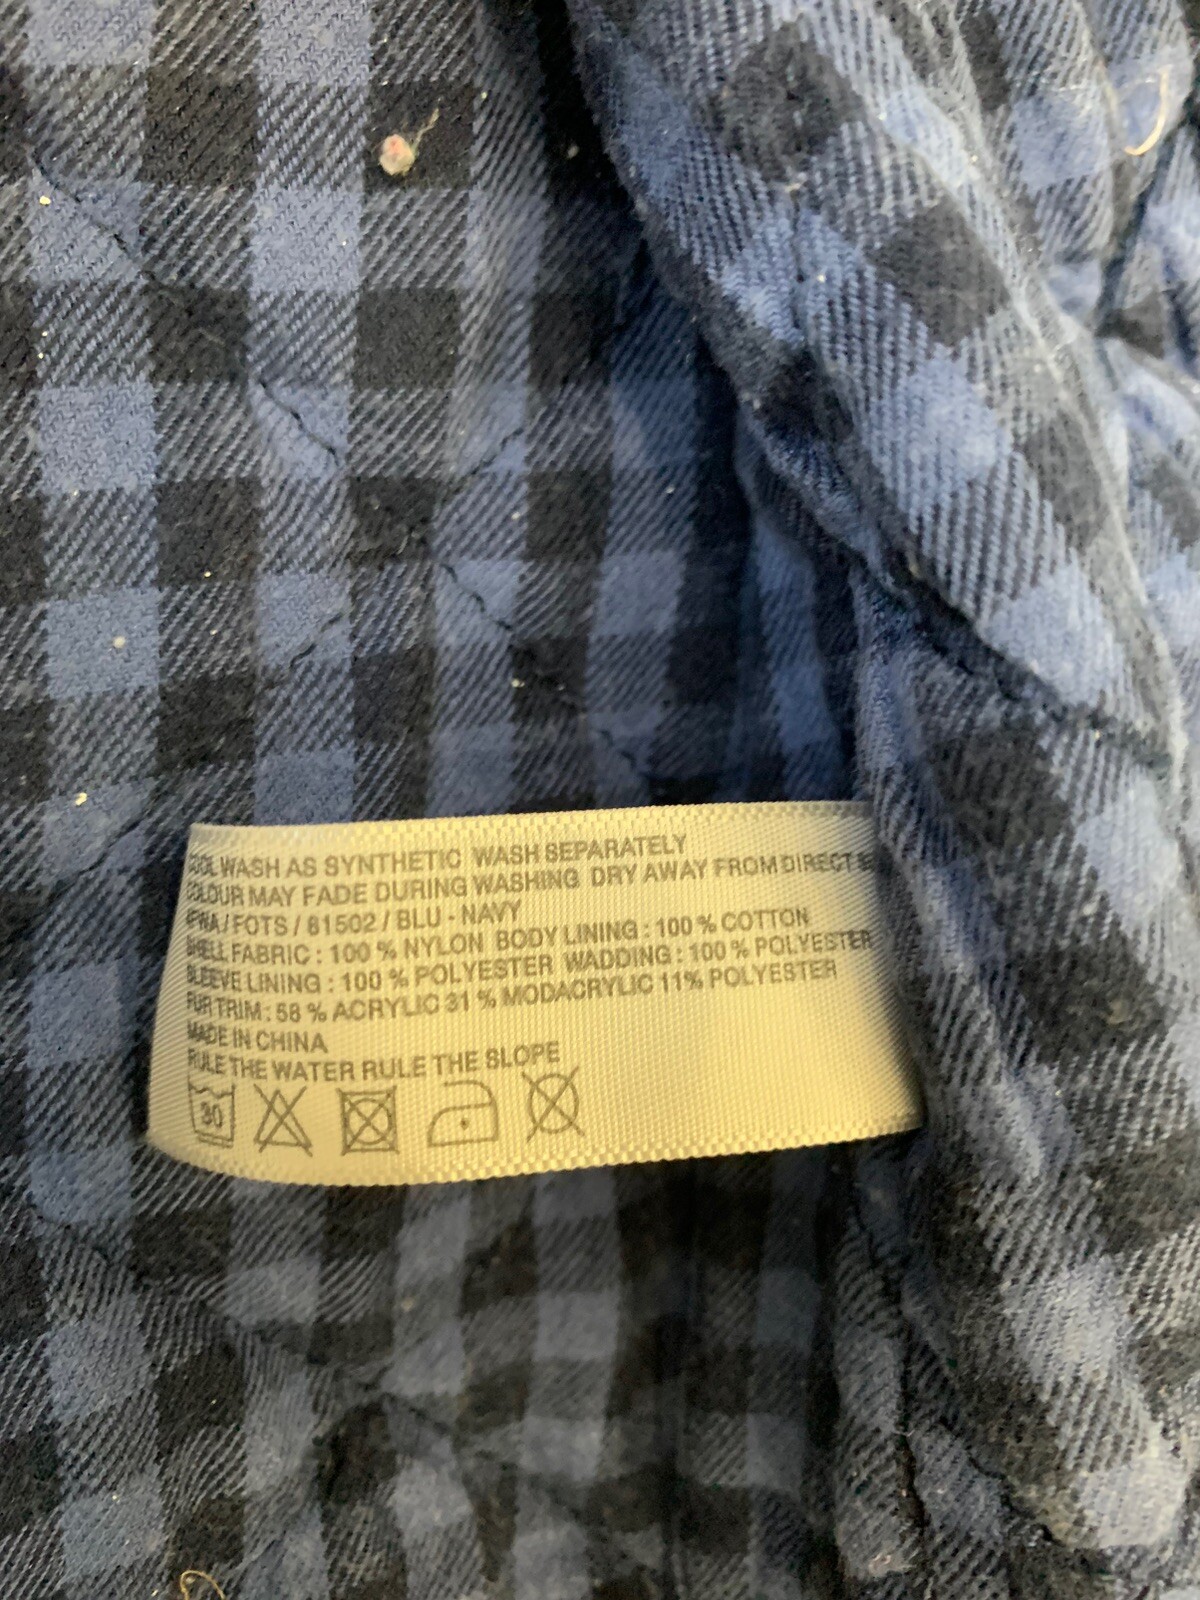 WASH AS SYNTHETIC WASH SEPARATELY
COLOUR MAY FADE DURING WASHING DRY AWAY FROM DIRECT
/ FOTS / 81502 / BLU - NAVY
SHELL FABRIC : 100 % NYLON BODY LINING : 100 % COTTON
SLEEVE LINING : 100 % POLYESTER WADDING : 100 % POLYESTER
FUR TRIM : 58 % ACRYLIC 31 % MODACRYLIC 11% POLYESTER
MADE IN CHINA
RULE THE WATER RULE THE SLOPE
30